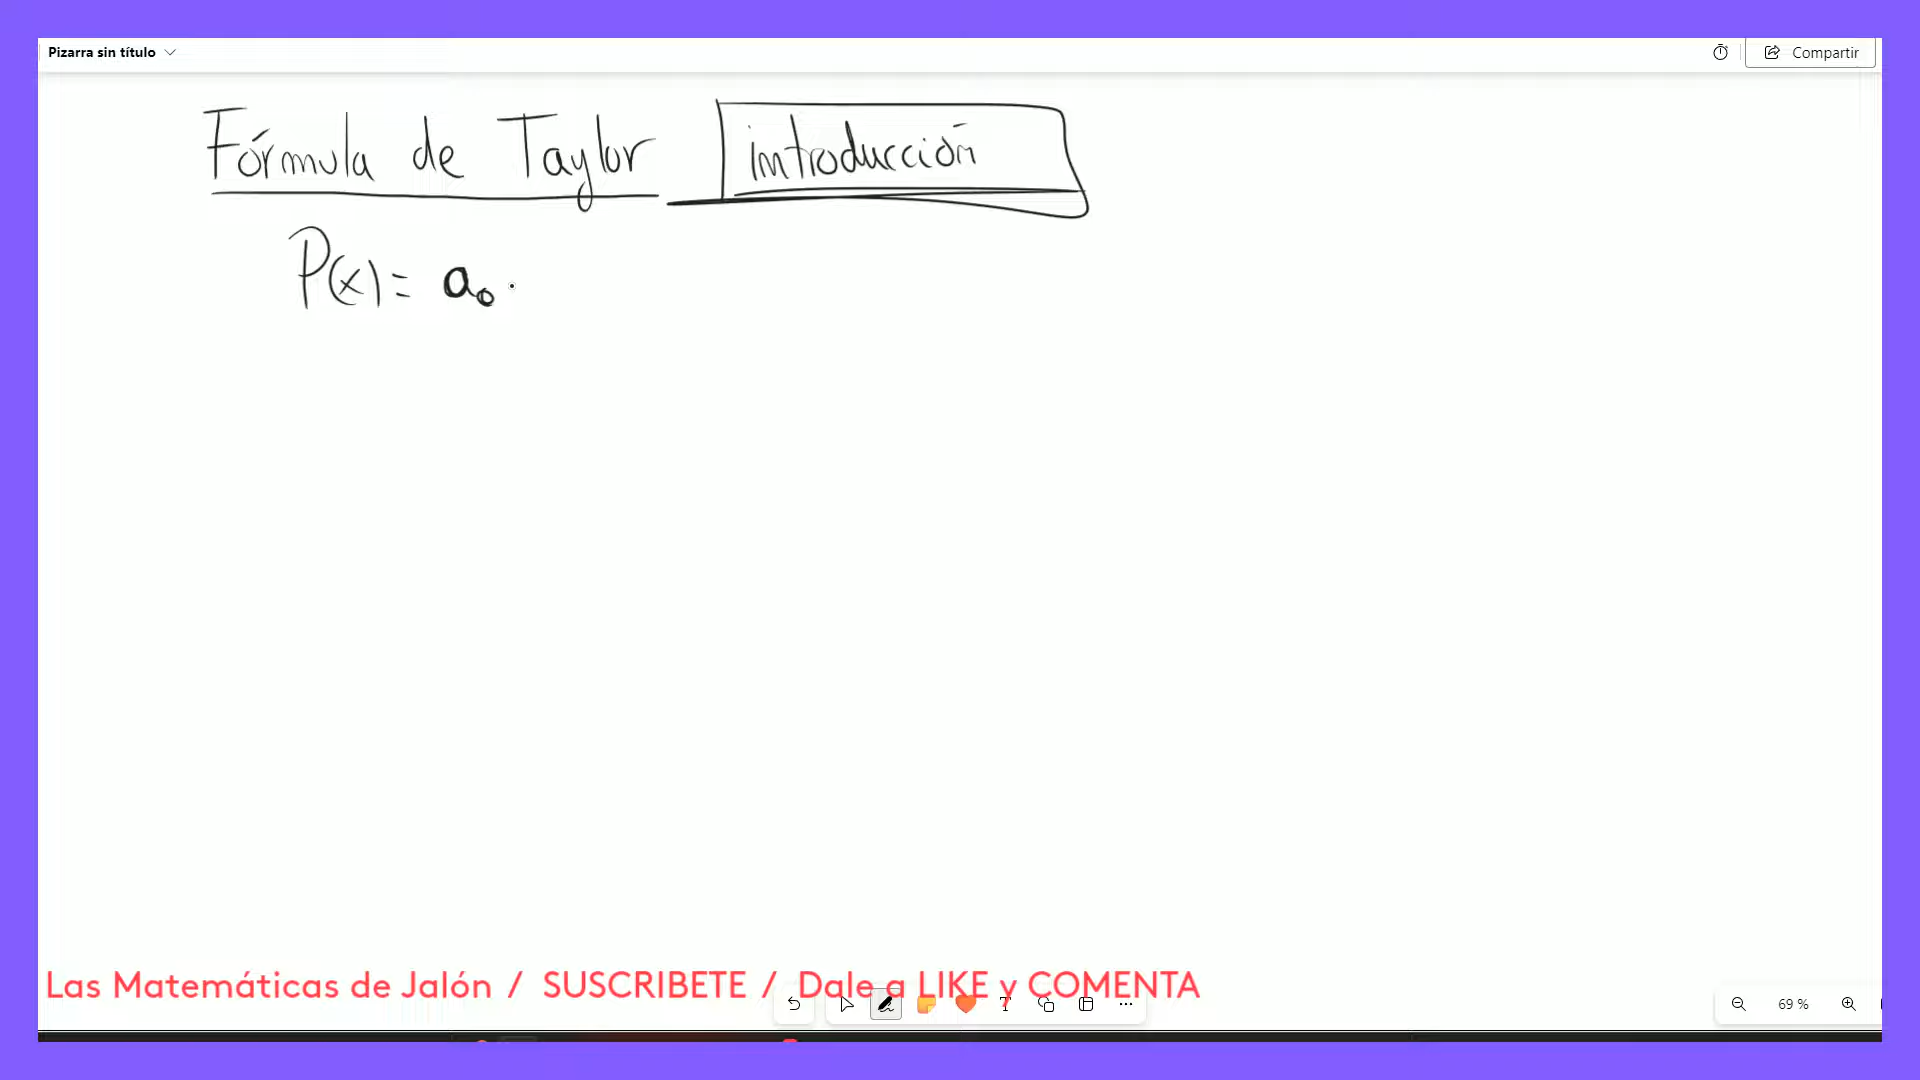 Pizarra sin título
Compartir
Fórmula de Taylor introducción
P(x) = a₀
Las Matemáticas de Jalón / SUSCRIBETE / Dale a LIKE y COMENTA
69 %